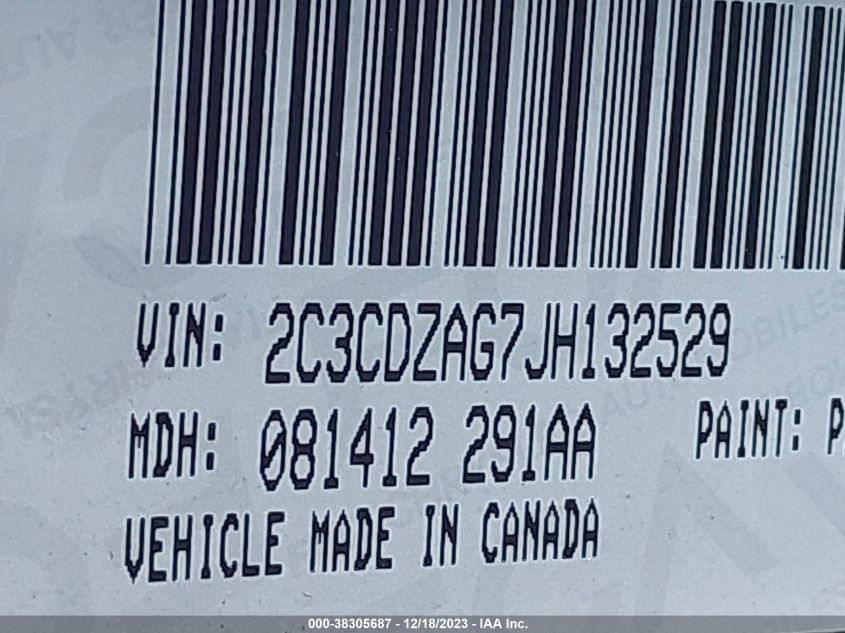 VIN: 2C3CDZAG7JH132529
MDH: 081412 291AA PAINT:
VEHICLE MADE IN CANADA
000-38305687 - 12/18/2023 - IAA Inc.